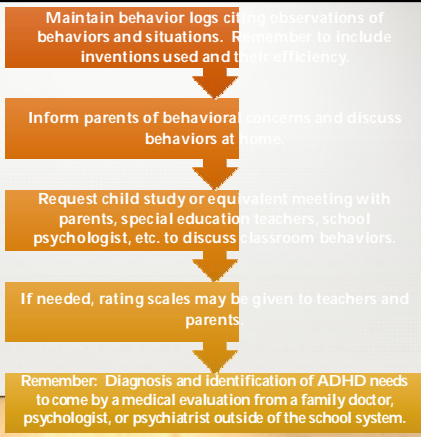 Maintain behavior logs citing observations of
behaviors and situations. Remember to include
inventions used and their efficiency.
Inform parents of behavioral concerns and discuss
behaviors at home.
Request child study or equivalent meeting with
parents, special education teachers, school
psychologist, etc. to discuss classroom behaviors.
If needed, rating scales may be given to teachers and
parents.
Remember: Diagnosis and identification of ADHD needs
to come by a medical evaluation from a family doctor,
psychologist, or psychiatrist outside of the school system.